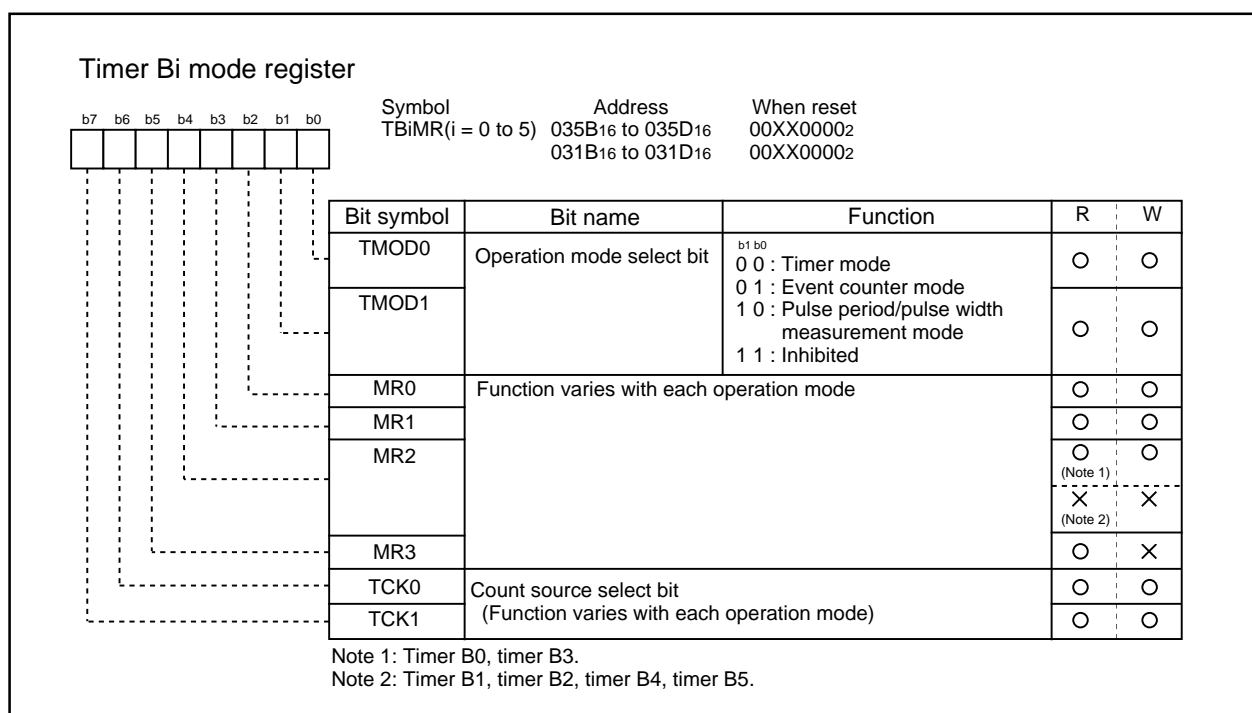 Timer Bi mode register
Symbol Address When reset
b7 b6 b5 b4 b3 b2 b1 b0 TBiMR(i = 0 to 5) 035B16 to 035D16 00XX00002
031B16 to 031D16 00XX00002
Bit symbol Bit name Function R W
TMOD0 Operation mode select bit b1 b0
0 0 : Timer mode
0 1 : Event counter mode
TMOD1 1 0 : Pulse period/pulse width
measurement mode
1 1 : Inhibited
MR0 Function varies with each operation mode
MR1
MR2
(Note 1)
(Note 2)
MR3
TCK0 Count source select bit
TCK1 (Function varies with each operation mode)
Note 1: Timer B0, timer B3.
Note 2: Timer B1, timer B2, timer B4, timer B5.